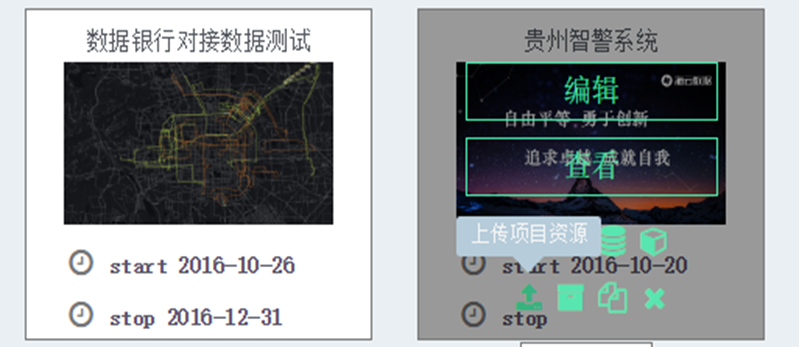 数据银行对接数据测试
start 2016-10-26
stop 2016-12-31
贵州智警系统
编辑
自由平等 勇于创新
追求卓越 成就自我
查看
上传项目资源
start 2016-10-20
stop